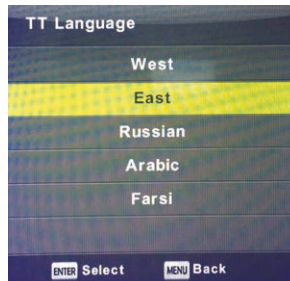 TT Language
West
East
Russian
Arabic
Farsi
ENTER Select MENU Back